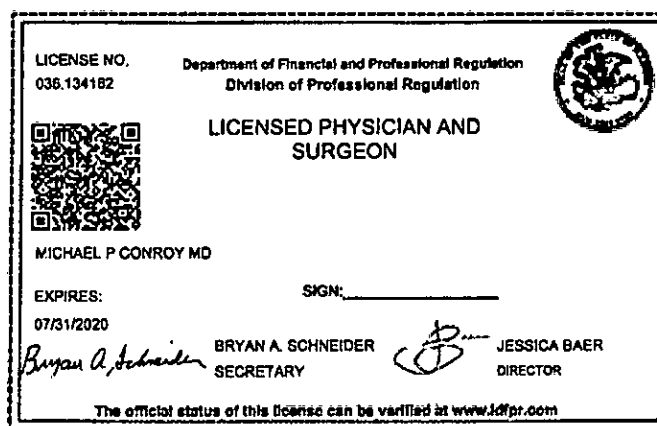 LICENSE NO.
036.134182
Department of Financial and Professional Regulation
Division of Professional Regulation
LICENSED PHYSICIAN AND
SURGEON
MICHAEL P CONROY MD
EXPIRES:
07/31/2020
SIGN:
Bryan A. Schneider
BRYAN A. SCHNEIDER
SECRETARY
JESSICA BAER
DIRECTOR
The official status of this license can be verified at www.idfpr.com